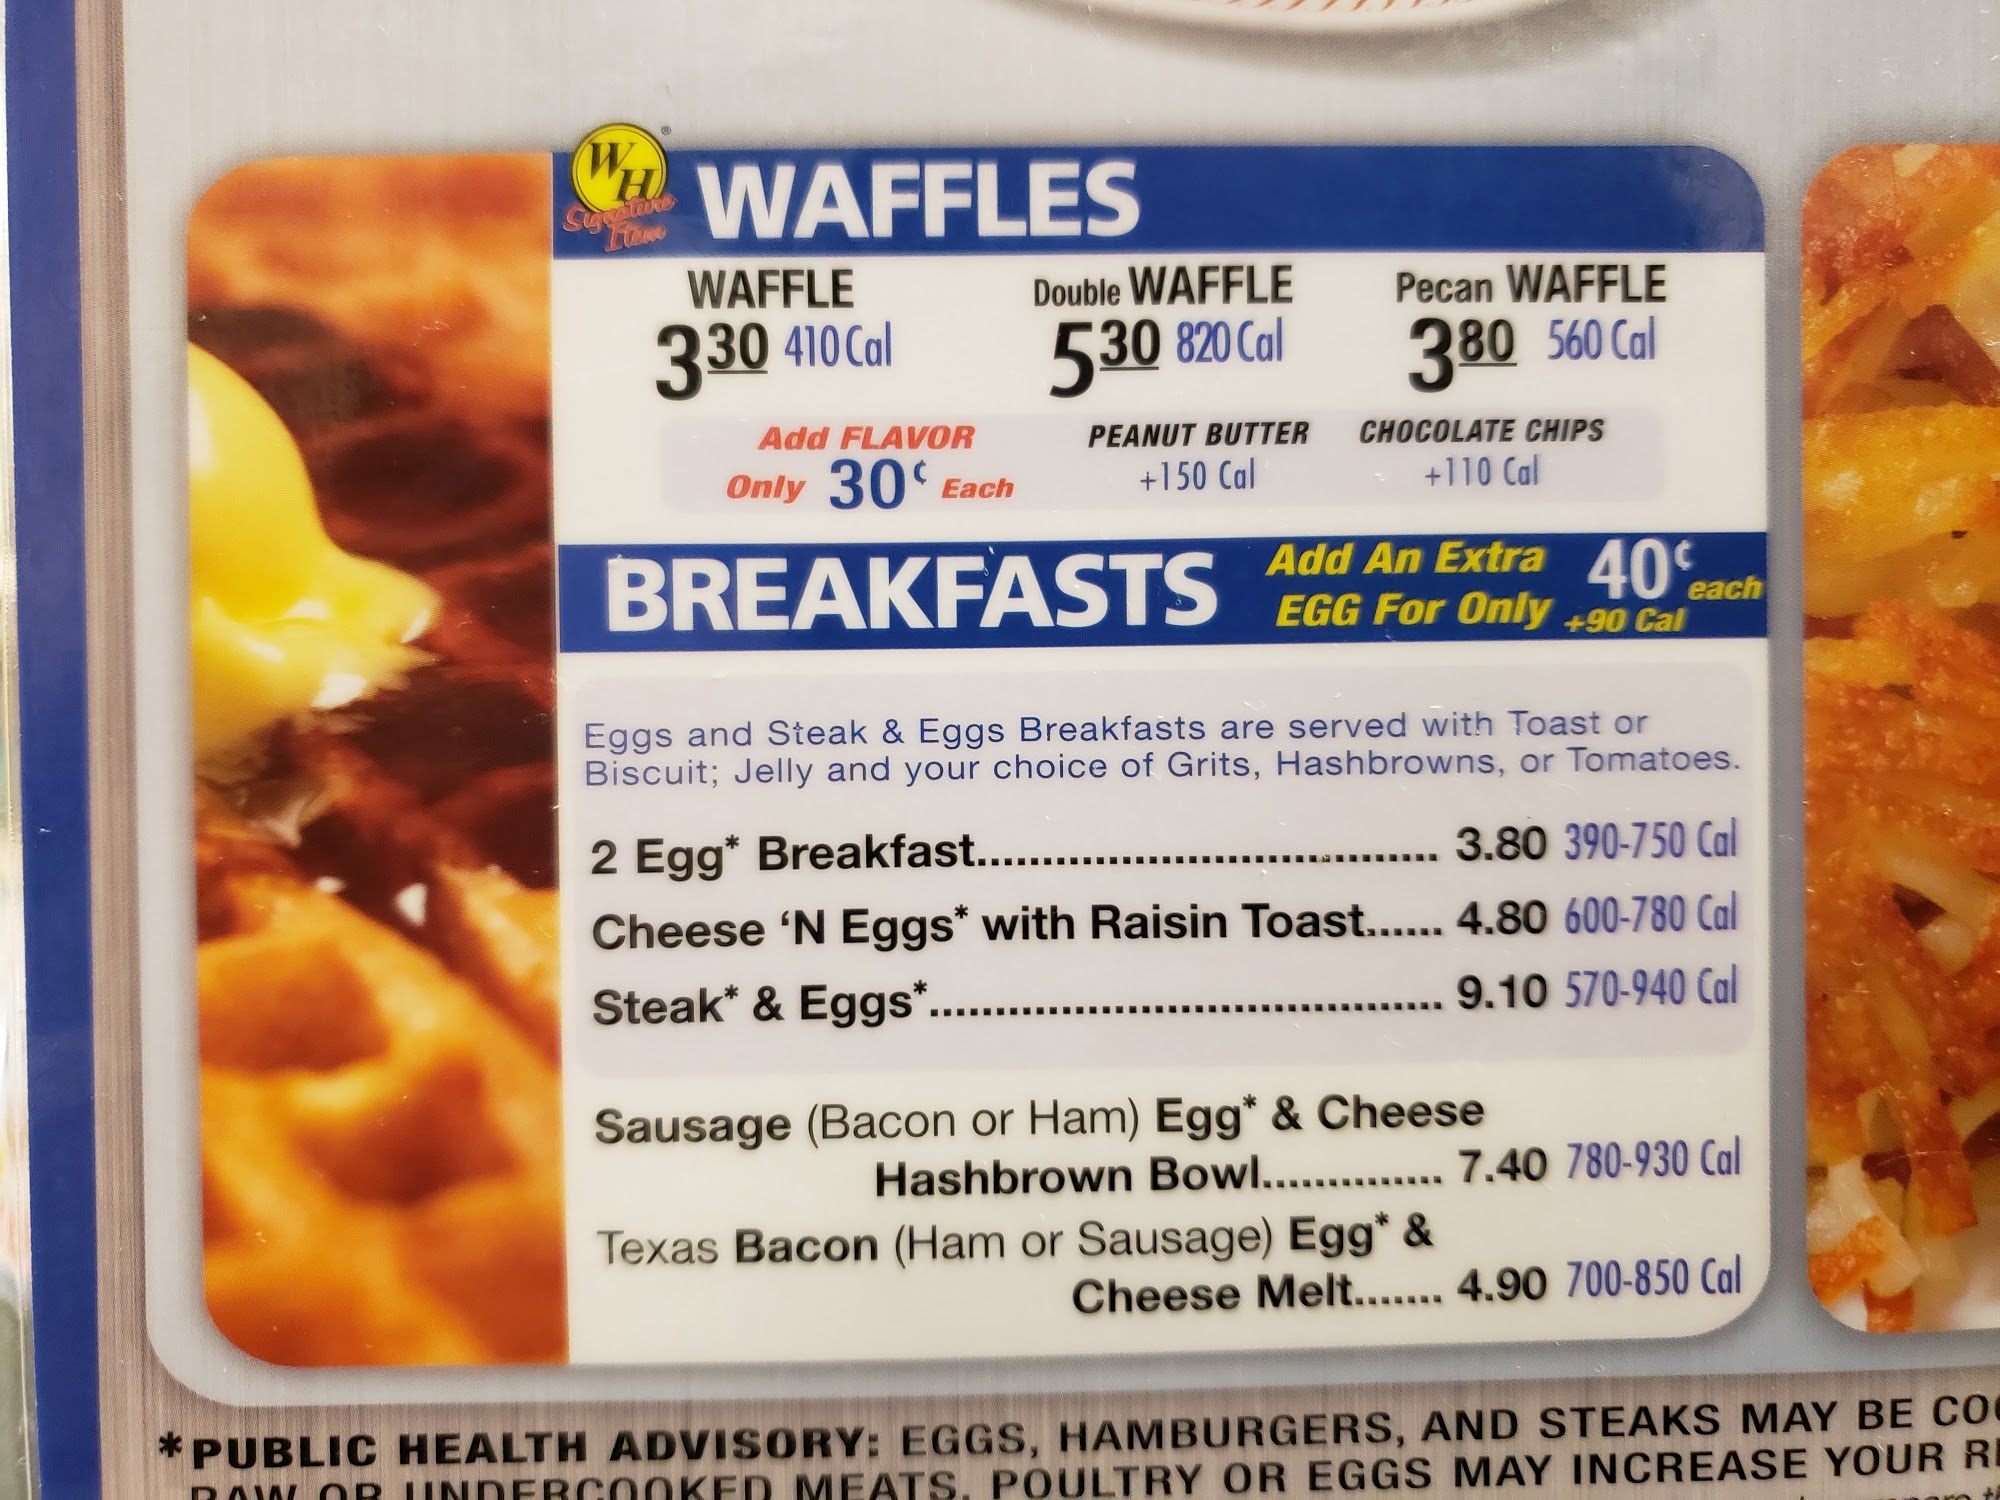 WH ®
Signature
Item
WAFFLES
WAFFLE
3 30 410 Cal
Double WAFFLE
5 30 820 Cal
Pecan WAFFLE
3 80 560 Cal
Add FLAVOR
Only 30¢ Each
PEANUT BUTTER
+150 Cal
CHOCOLATE CHIPS
+110 Cal
BREAKFASTS
Add An Extra
EGG For Only
40¢ each
+90 Cal
Eggs and Steak & Eggs Breakfasts are served with Toast or
Biscuit; Jelly and your choice of Grits, Hashbrowns, or Tomatoes.
2 Egg* Breakfast................................... 3.80 390-750 Cal
Cheese ‘N Eggs* with Raisin Toast...... 4.80 600-780 Cal
Steak* & Eggs*....................................... 9.10 570-940 Cal
Sausage (Bacon or Ham) Egg* & Cheese
Hashbrown Bowl.............. 7.40 780-930 Cal
Texas Bacon (Ham or Sausage) Egg* &
Cheese Melt....... 4.90 700-850 Cal
*PUBLIC HEALTH ADVISORY: EGGS, HAMBURGERS, AND STEAKS MAY BE
RAW OR UNDERCOOKED MEATS, POULTRY OR EGGS MAY INCREASE YOUR